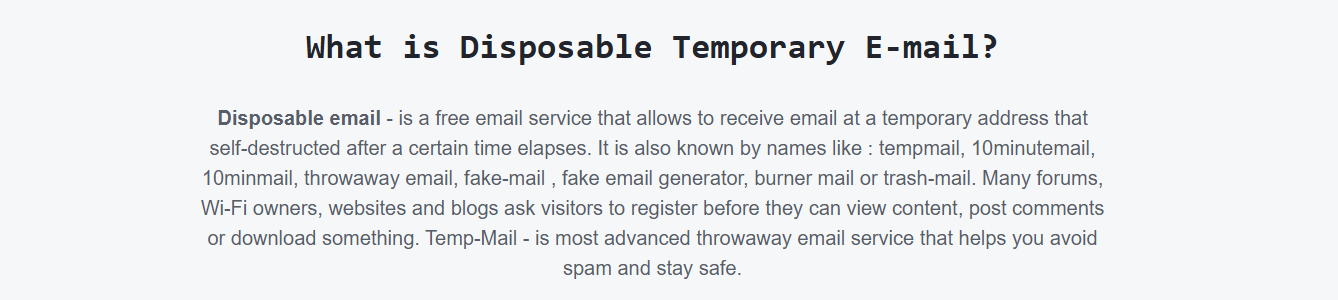 What is Disposable Temporary E-mail?
Disposable email - is a free email service that allows to receive email at a temporary address that
self-destructed after a certain time elapses. It is also known by names like : tempmail, 10minutemail,
10minmail, throwaway email, fake-mail , fake email generator, burner mail or trash-mail. Many forums,
Wi-Fi owners, websites and blogs ask visitors to register before they can view content, post comments
or download something. Temp-Mail - is most advanced throwaway email service that helps you avoid
spam and stay safe.